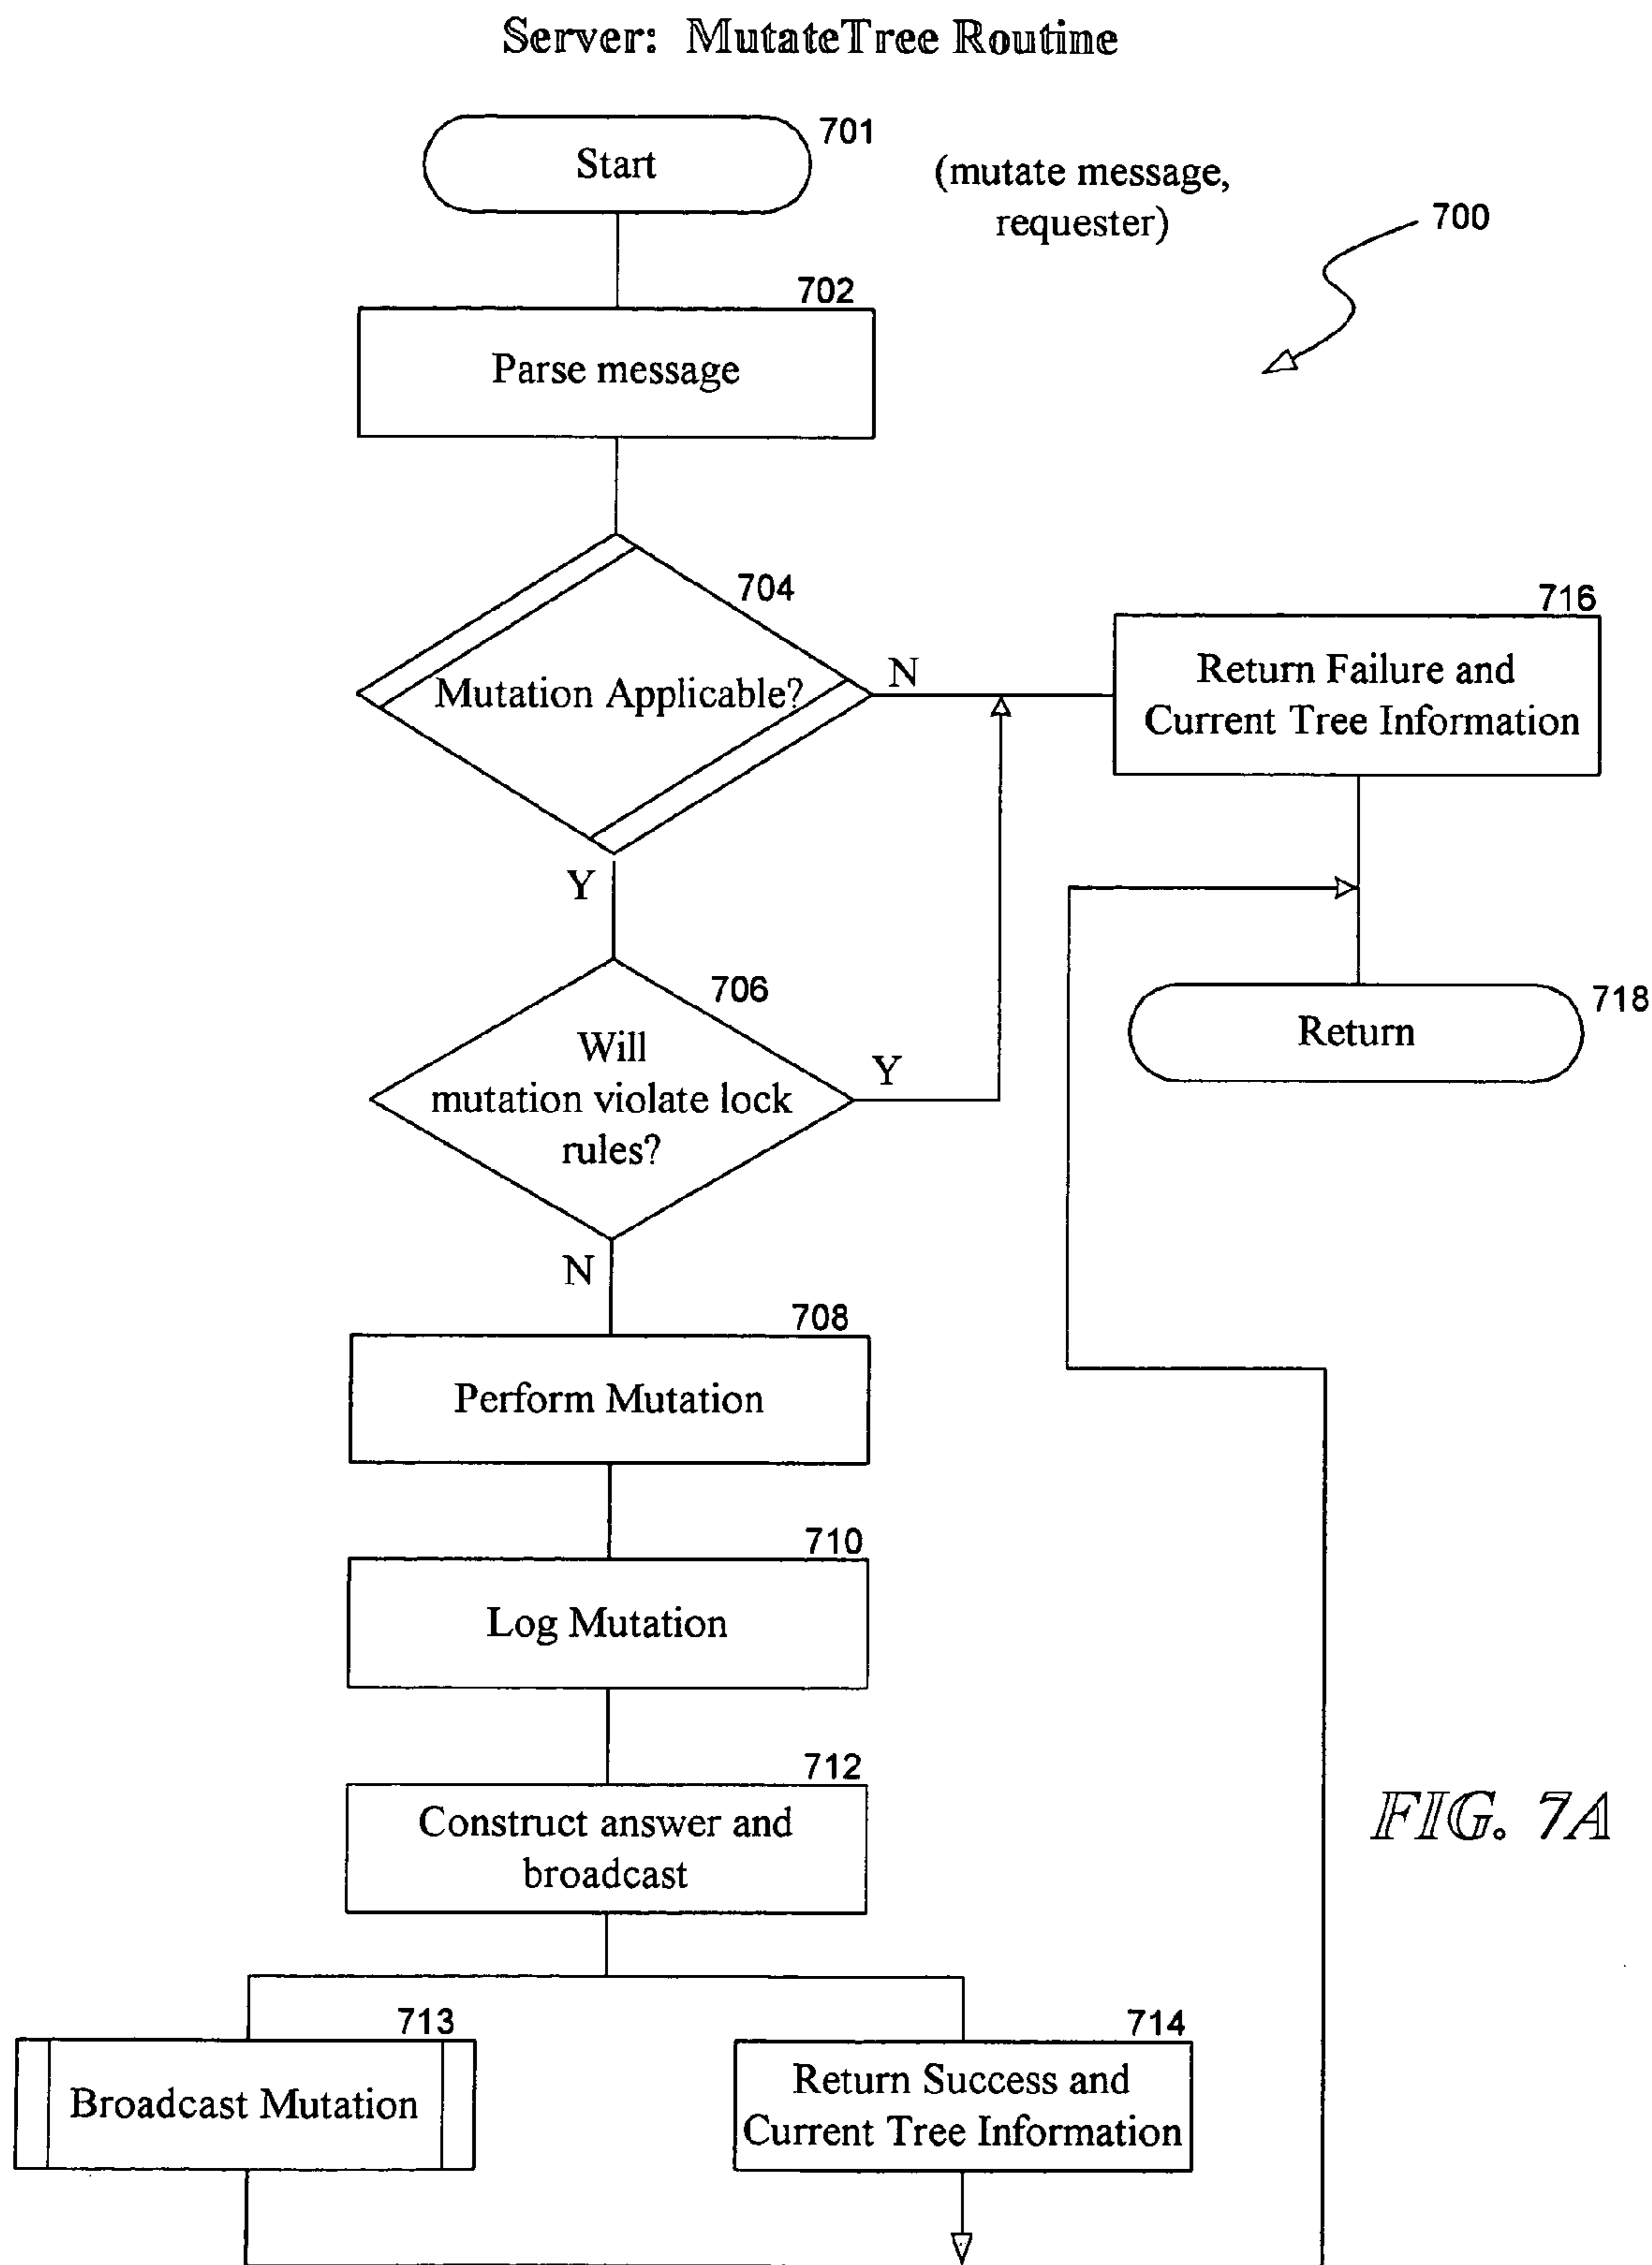 Server: MutateTree Routine
701
Start
(mutate message,
requester)
700
702
Parse message
704
Mutation Applicable?
N
716
Return Failure and
Current Tree Information
Y
706
Will
mutation violate lock
rules?
Y
718
Return
N
708
Perform Mutation
710
Log Mutation
712
Construct answer and
broadcast
FIG. 7A
713
Broadcast Mutation
714
Return Success and
Current Tree Information